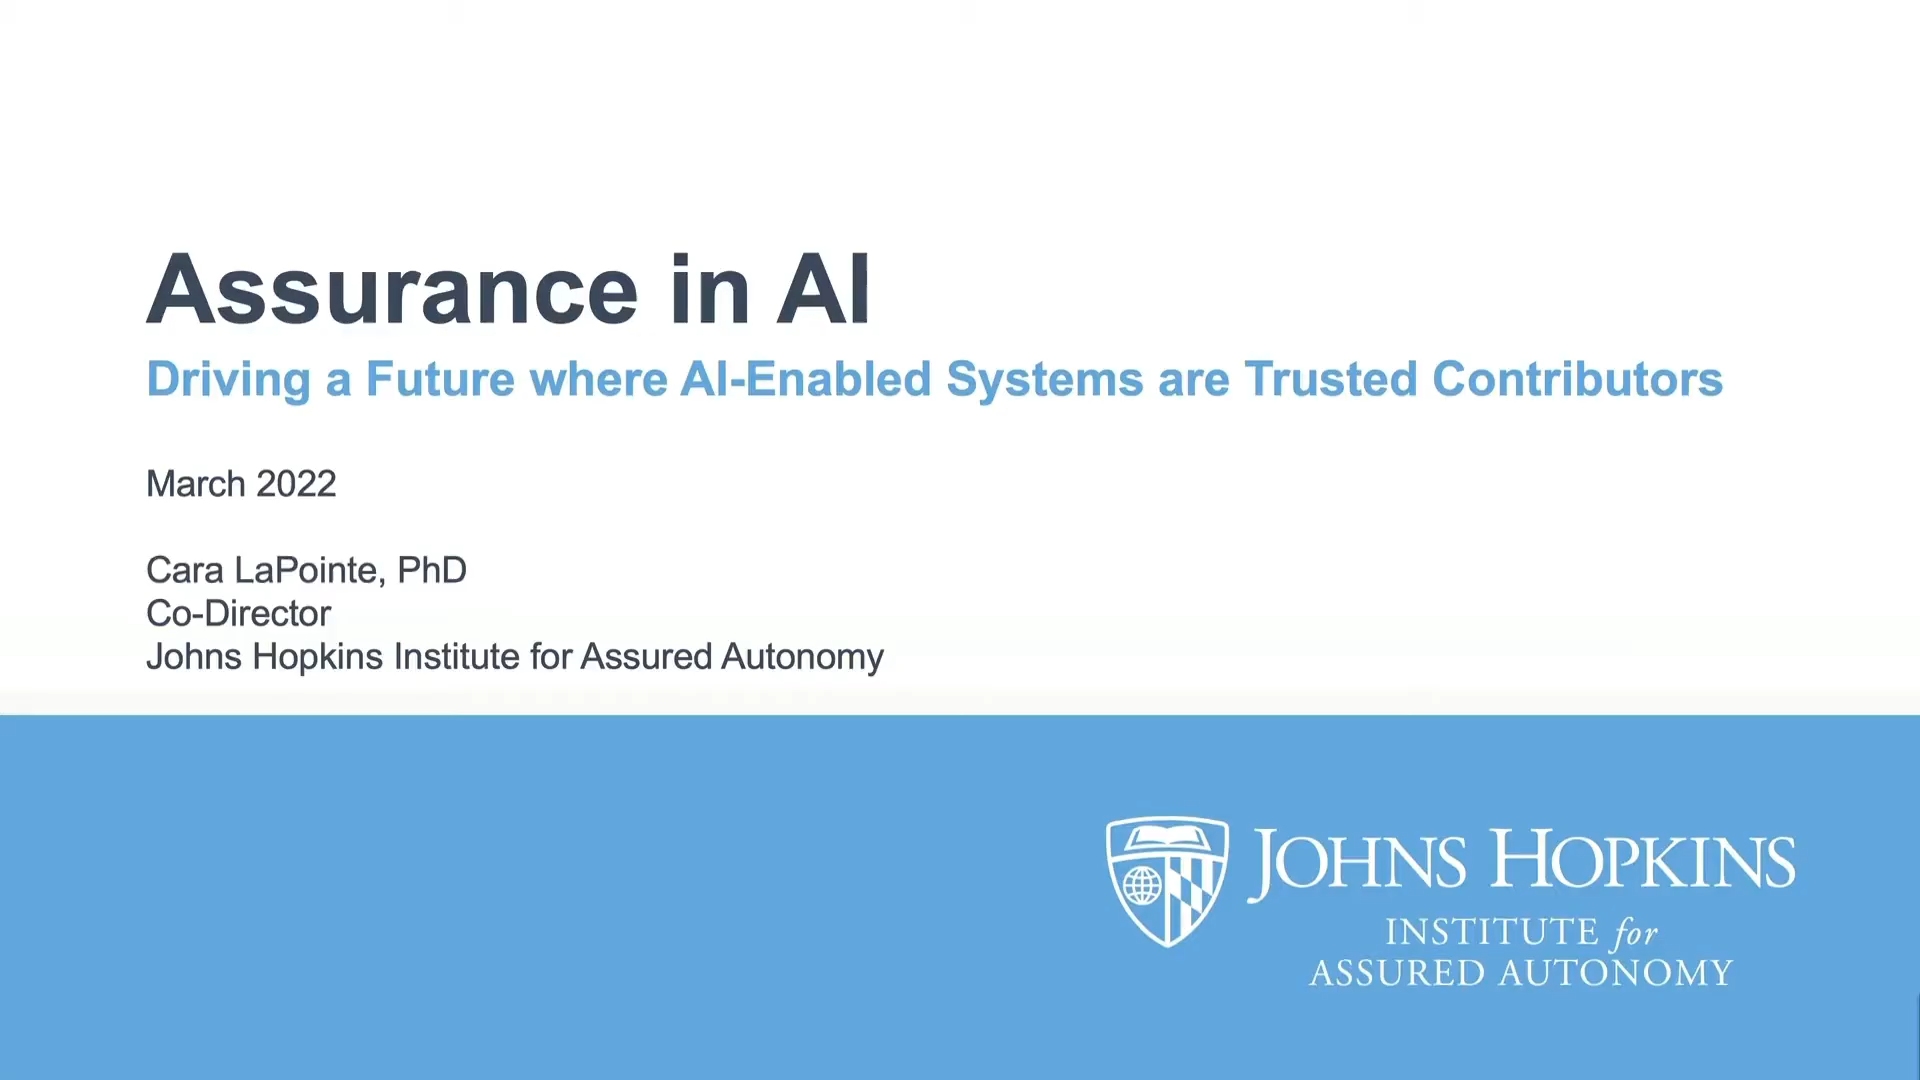 Assurance in AI
Driving a Future where AI-Enabled Systems are Trusted Contributors
March 2022
Cara LaPointe, PhD
Co-Director
Johns Hopkins Institute for Assured Autonomy
JOHNS HOPKINS
INSTITUTE for
ASSURED AUTONOMY